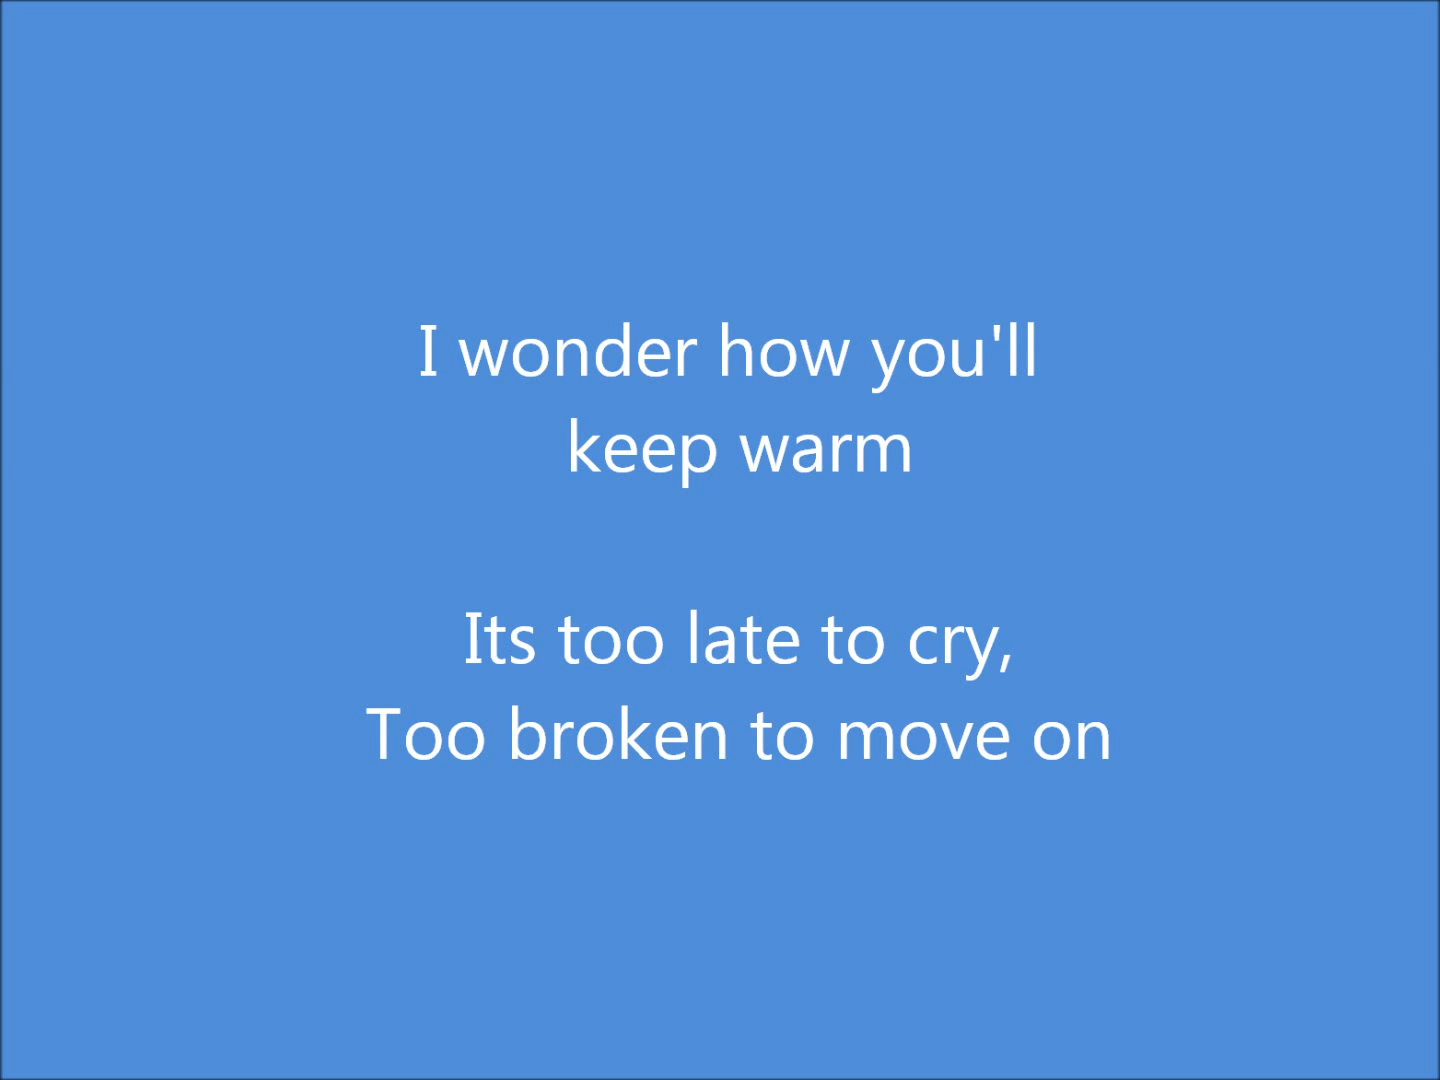 I wonder how you'll
keep warm
Its too late to cry,
Too broken to move on